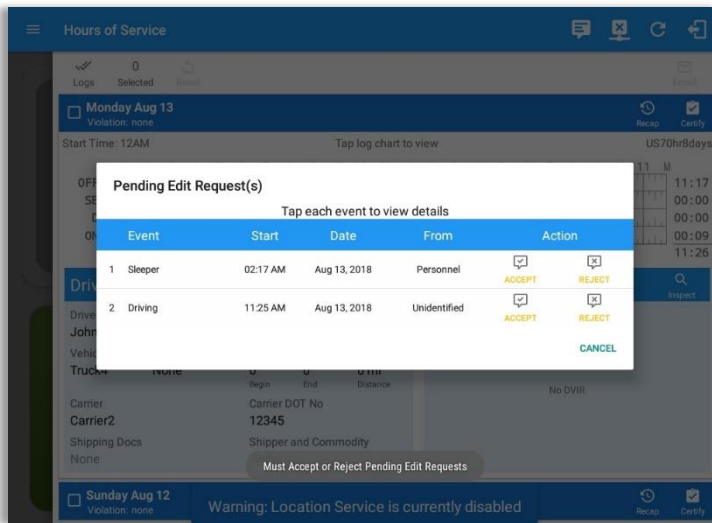 Hours of Service
Logs
0
Selected
Reset
Email
Monday Aug 13
Violation: none
Recap
Certify
Start Time: 12AM
Tap log chart to view
US70hr8days
11 M
OFF
11:17
00:00
00:00
00:09
11:26
Pending Edit Request(s)
Tap each event to view details
Event Start Date From Action
1 Sleeper 02:17 AM Aug 13, 2018 Personnel ACCEPT REJECT
2 Driving 11:25 AM Aug 13, 2018 Unidentified ACCEPT REJECT
CANCEL
Inspect
Truck4 None
Begin End Distance
No DVIR
Carrier Carrier DOT No
Carrier2 12345
Shipping Docs Shipper and Commodity
None
Must Accept or Reject Pending Edit Requests
Sunday Aug 12
Violation: none
Warning: Location Service is currently disabled
Recap
Certify